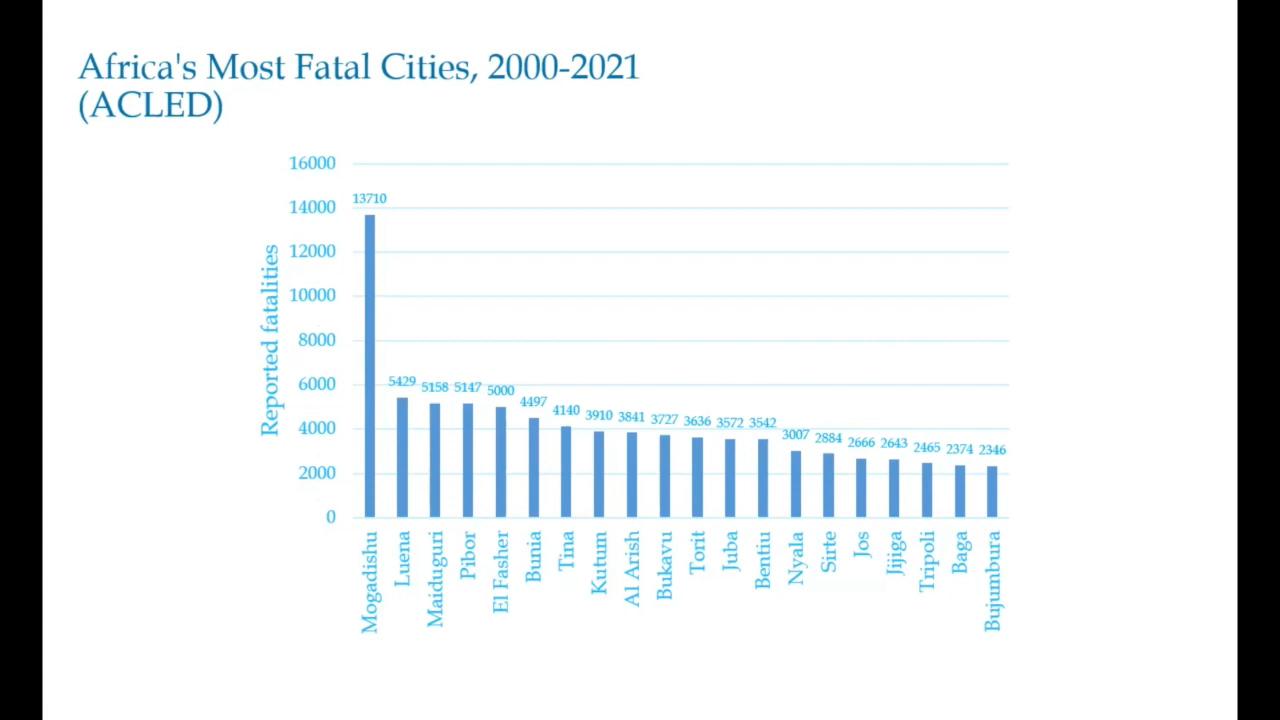 Africa's Most Fatal Cities, 2000-2021
(ACLED)
16000
14000
12000
10000
8000
6000
4000
2000
0
Reported fatalities
13710
5429
5158
5147
5000
4497
4140
3910
3841
3727
3636
3572
3542
3007
2884
2666
2643
2465
2374
2346
Mogadishu
Luena
Maiduguri
Pibor
El Fasher
Bunia
Tina
Kutum
Al Arish
Bukavu
Torit
Juba
Bentiu
Nyala
Sirte
Jos
Jijiga
Tripoli
Baga
Bujumbura